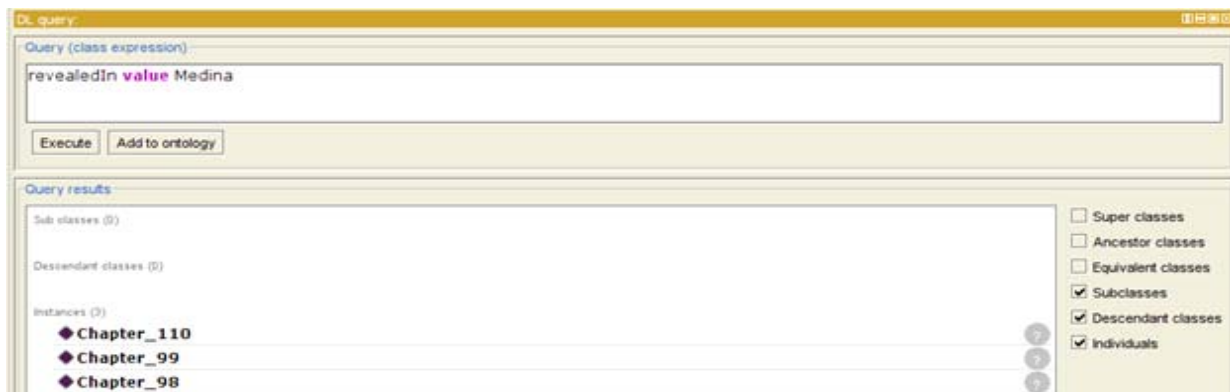 DL query:
Query (class expression)
revealedIn value Medina
Execute Add to ontology
Query results
Sub classes (0)
Descendant classes (0)
Instances (3)
Chapter_110
?
Chapter_99
?
Chapter_98
?
Super classes
Ancestor classes
Equivalent classes
Subclasses
Descendant classes
Individuals